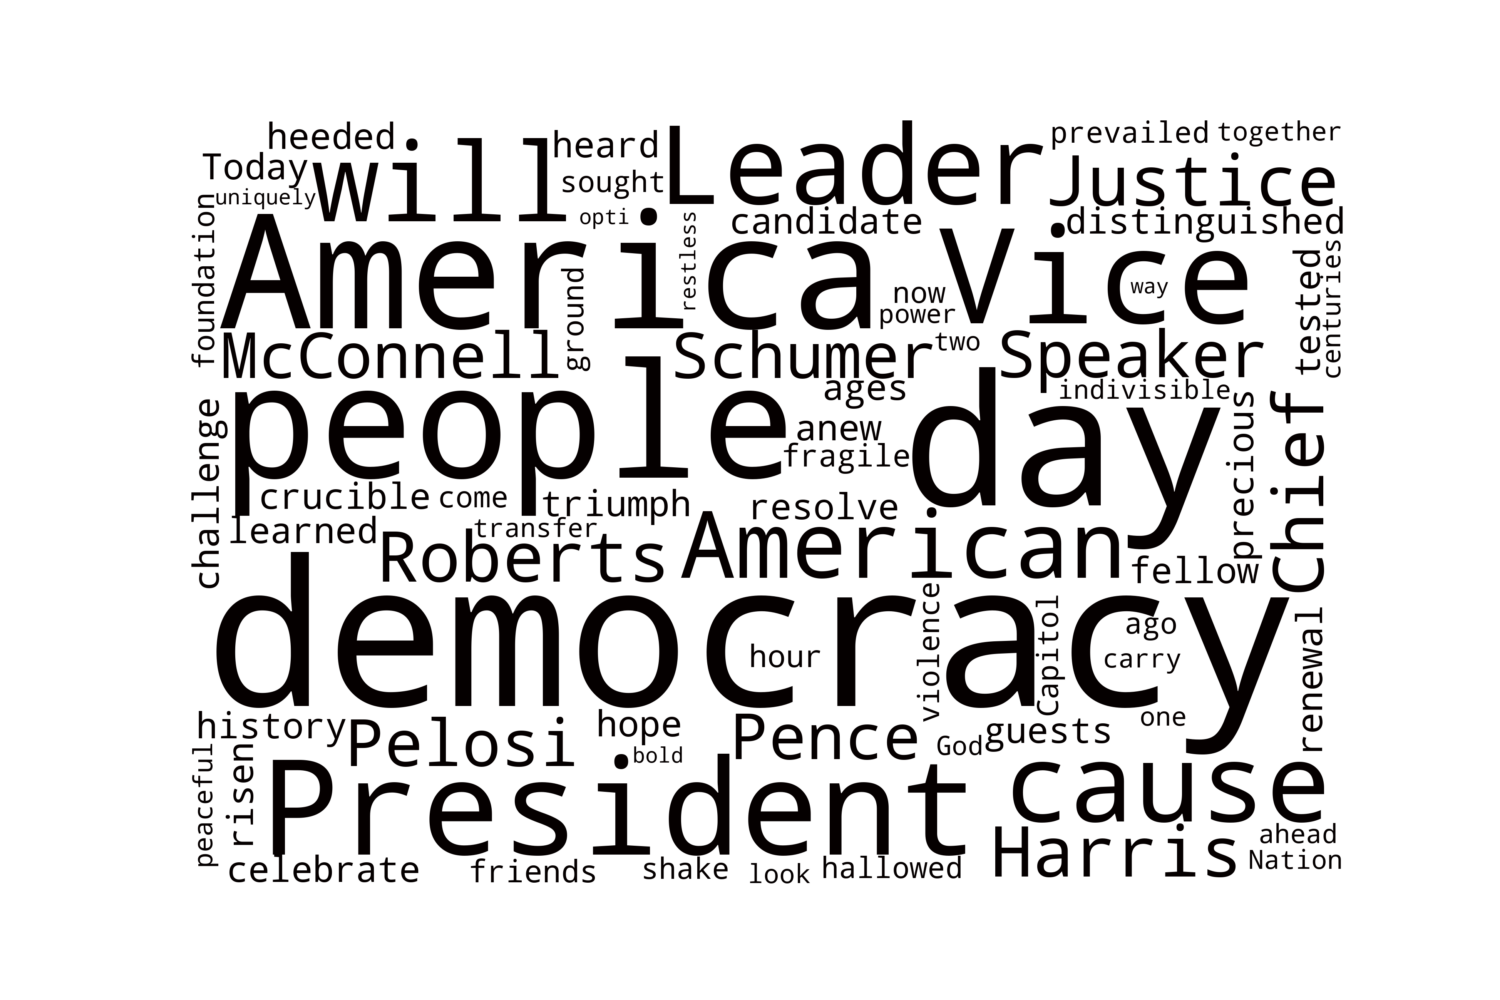 heeded
will
heard
Leader
prevailed
together
Today
sought
Justice
uniquely
opti
candidate
distinguished
foundation
America
restless
Vice
way
tested
centuries
ground
now
power
McConnell
Schumer
two
Speaker
people
ages
indivisible
day
precious
Chief
anew
fragile
challenge
crucible
come
triumph
resolve
learned
transfer
Roberts
American
fellow
democracy
hour
violence
Capitol
ago
carry
renewal
history
Pelosi
hope
bold
Pence
God
guests
one
peaceful
risen
President
cause
Harris
ahead
Nation
celebrate
friends
shake
look
hallowed